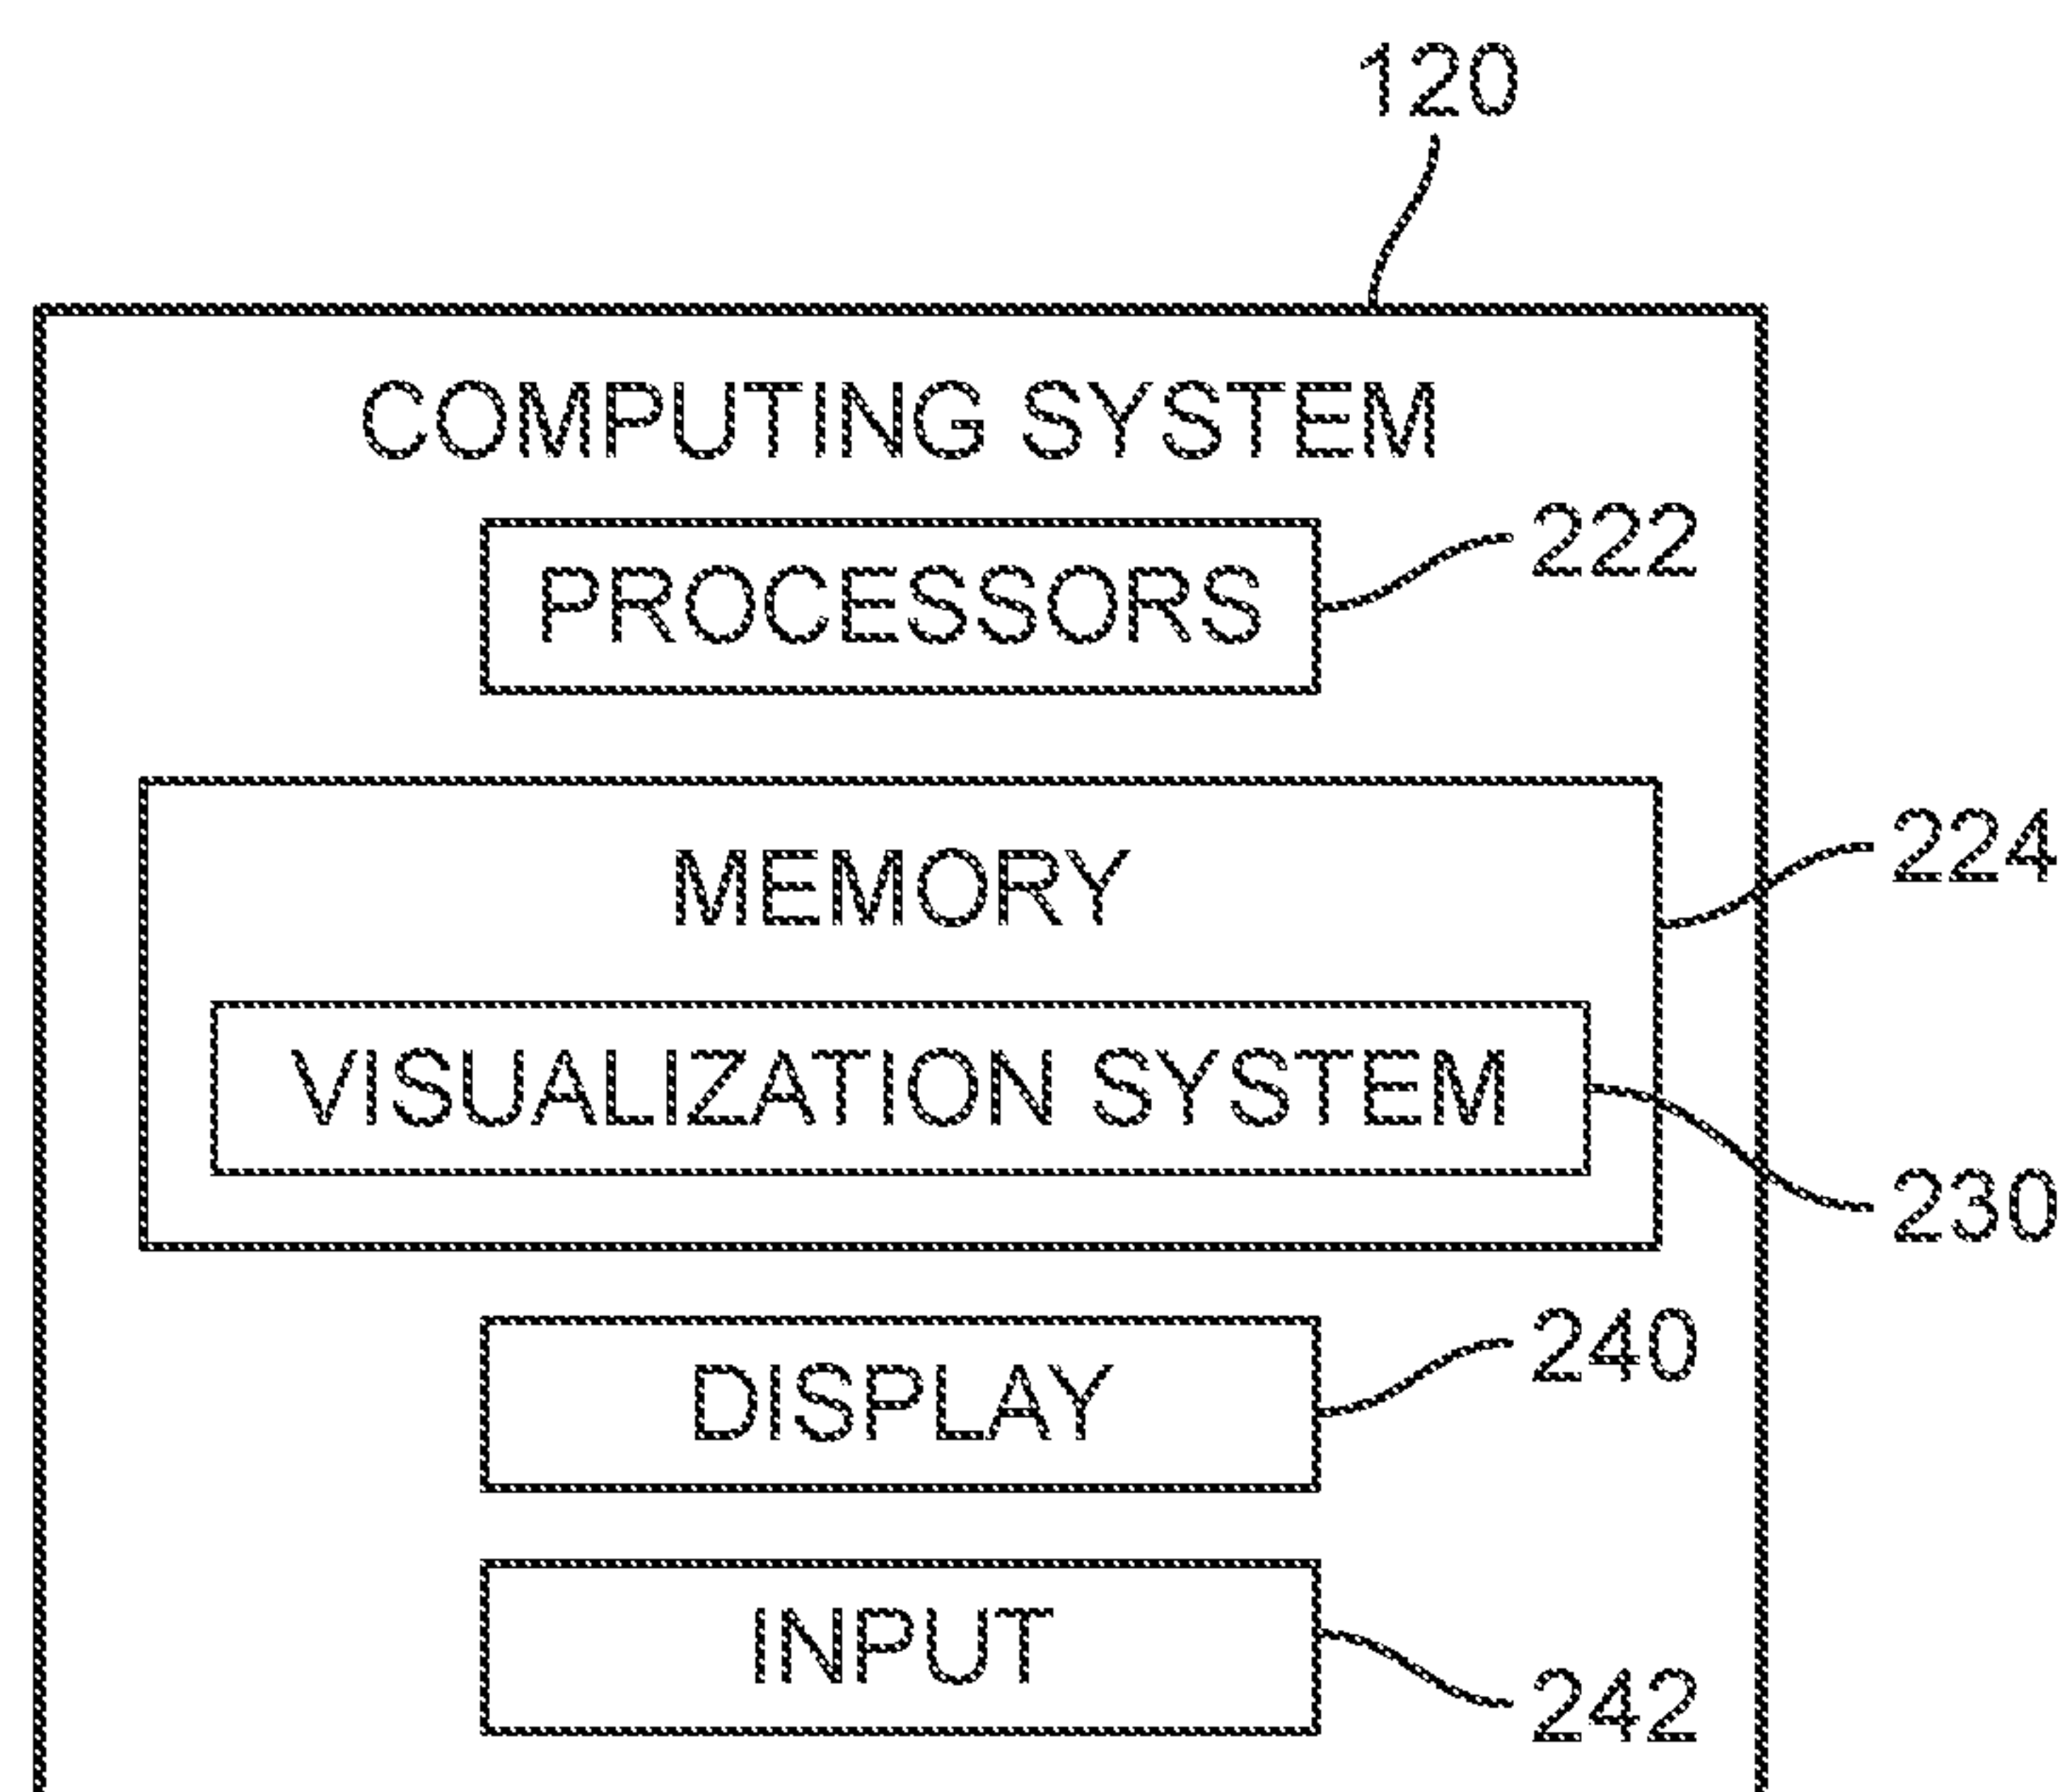 120
COMPUTING SYSTEM
PROCESSORS
222
MEMORY
224
VISUALIZATION SYSTEM
230
DISPLAY
240
INPUT
242